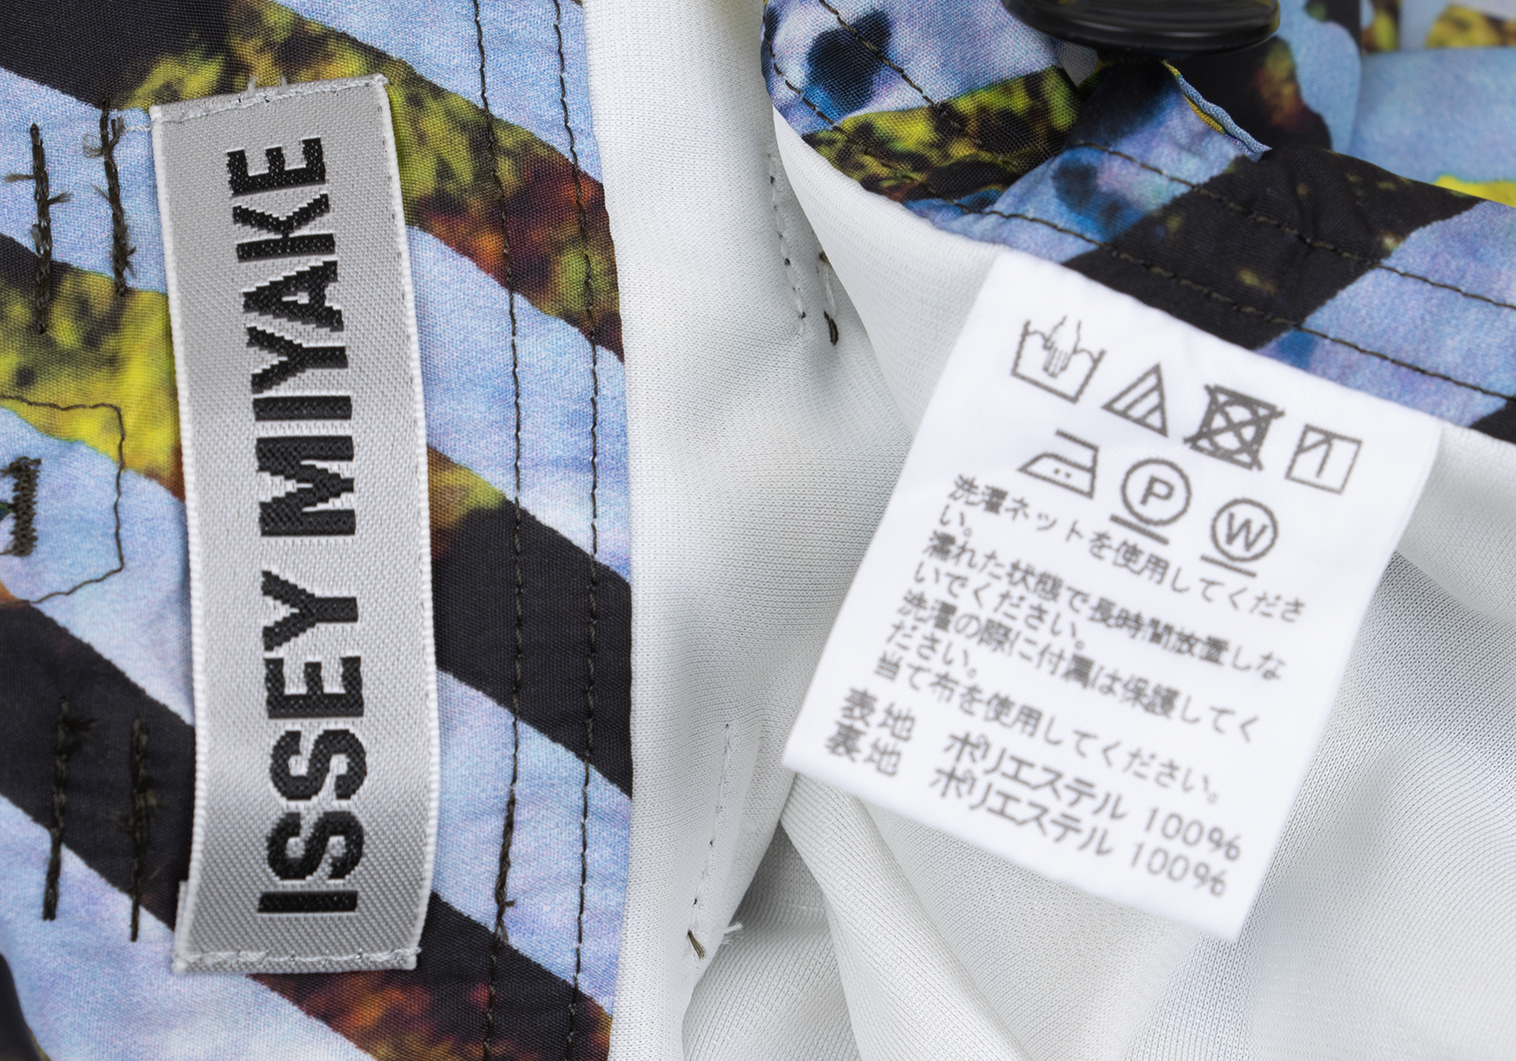 ISSEY MIYAKE
P
W
洗濯ネットを使用してくださ
い。
濡れた状態で長時間放置しな
いでください。
洗濯の際に付属は保護してく
ださい。
当て布を使用してください。
表地 ポリエステル 100%
裏地 ポリエステル 100%